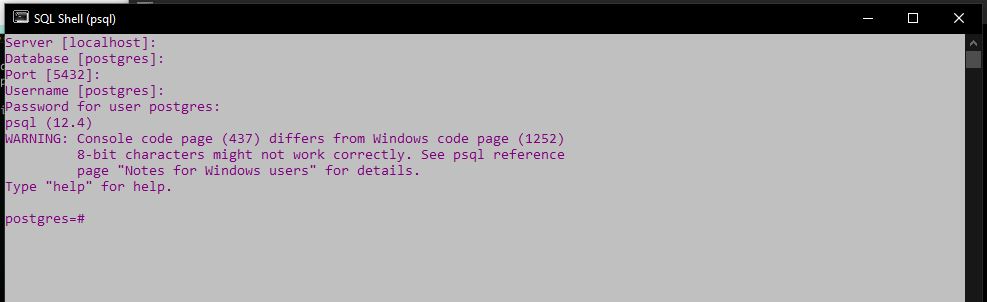 SQL Shell (psql)
Server [localhost]:
Database [postgres]:
Port [5432]:
Username [postgres]:
Password for user postgres:
psql (12.4)
WARNING: Console code page (437) differs from Windows code page (1252)
         8-bit characters might not work correctly. See psql reference
         page "Notes for Windows users" for details.
Type "help" for help.

postgres=#